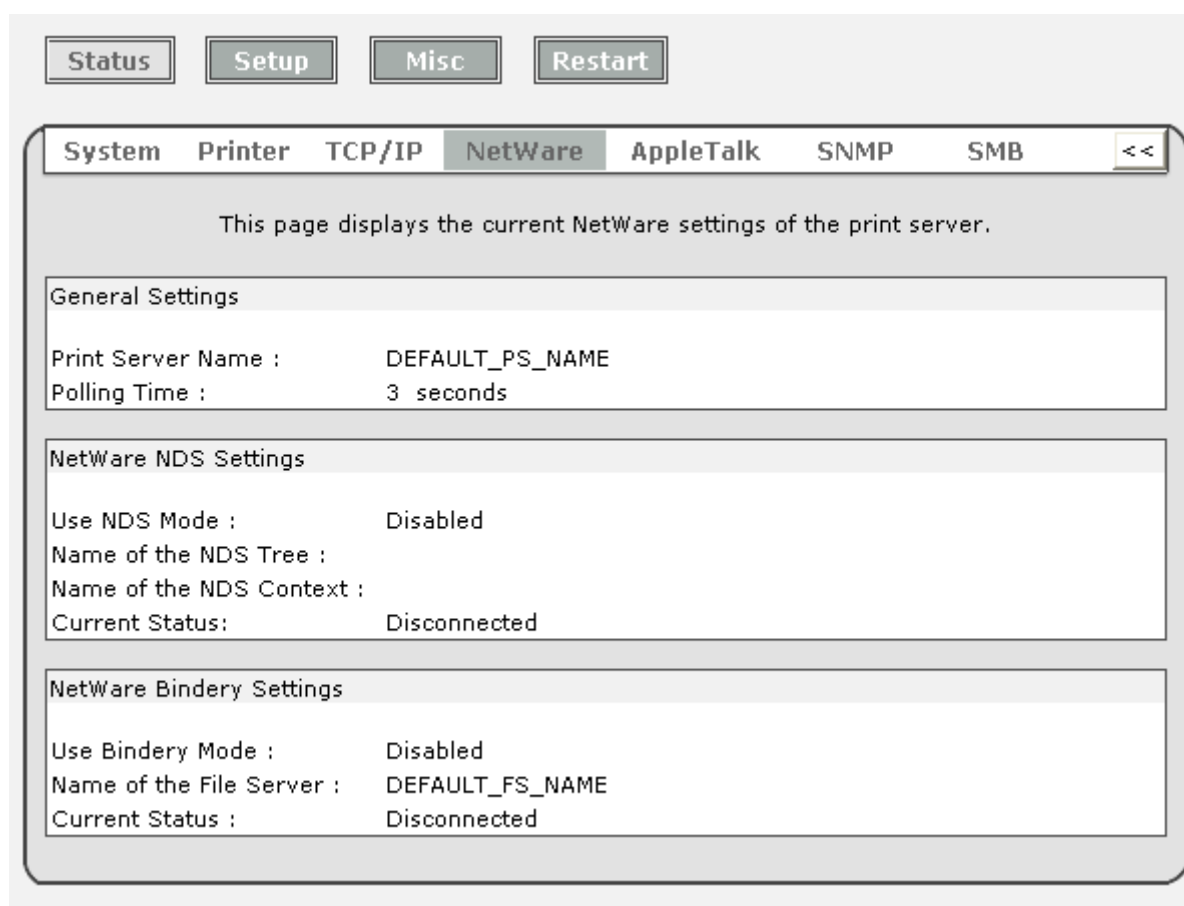 Status Setup Misc Restart
System Printer TCP/IP NetWare AppleTalk SNMP SMB <<
This page displays the current NetWare settings of the print server.
General Settings
Print Server Name : DEFAULT_PS_NAME
Polling Time : 3 seconds
NetWare NDS Settings
Use NDS Mode : Disabled
Name of the NDS Tree :
Name of the NDS Context :
Current Status: Disconnected
NetWare Bindery Settings
Use Bindery Mode : Disabled
Name of the File Server : DEFAULT_FS_NAME
Current Status : Disconnected